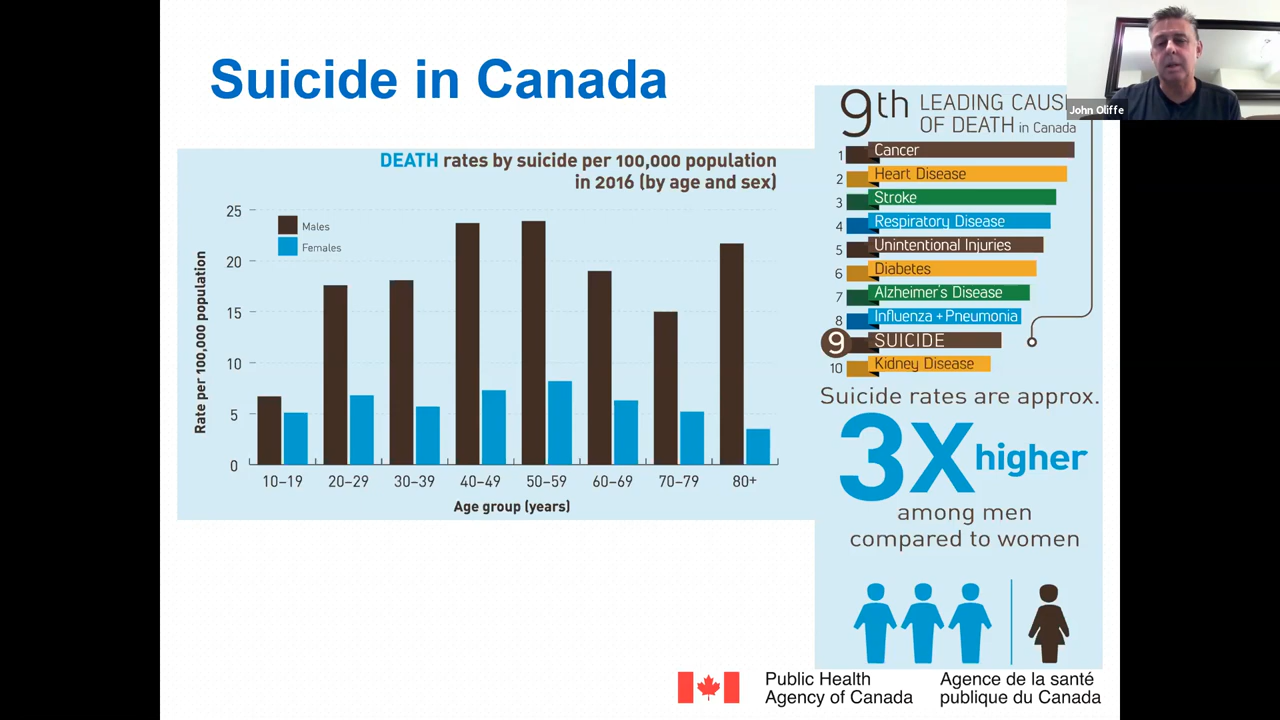 Suicide in Canada
DEATH rates by suicide per 100,000 population
in 2016 (by age and sex)
Rate per 100,000 population
25
20
15
10
5
0
Males
Females
10–19 20–29 30–39 40–49 50–59 60–69 70–79 80+
Age group (years)
John Oliffe
9th LEADING CAUS
OF DEATH in Canada
1 Cancer
2 Heart Disease
3 Stroke
4 Respiratory Disease
5 Unintentional Injuries
6 Diabetes
7 Alzheimer's Disease
8 Influenza + Pneumonia
9 SUICIDE
10 Kidney Disease
Suicide rates are approx.
3X higher
among men
compared to women
Public Health
Agency of Canada
Agence de la santé
publique du Canada